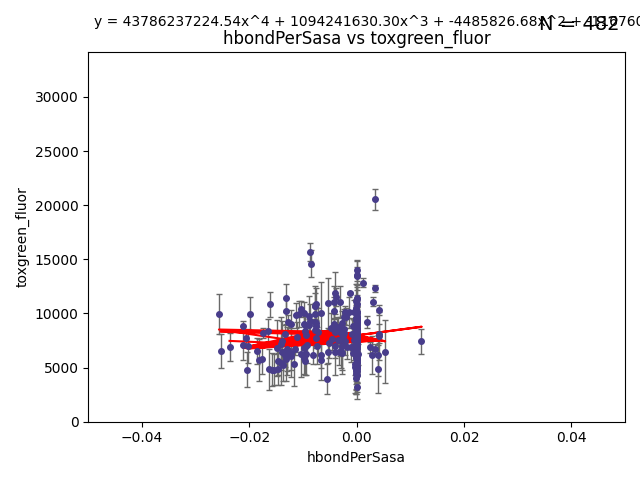 y = 43786237224.54x^4 + 1094241630.30x^3 + -4485826.68x^2 +
N = 482
hbondPerSasa vs toxgreen_fluor
30000
25000
20000
15000
10000
5000
0
toxgreen_fluor
−0.04 −0.02 0.00 0.02 0.04
hbondPerSasa